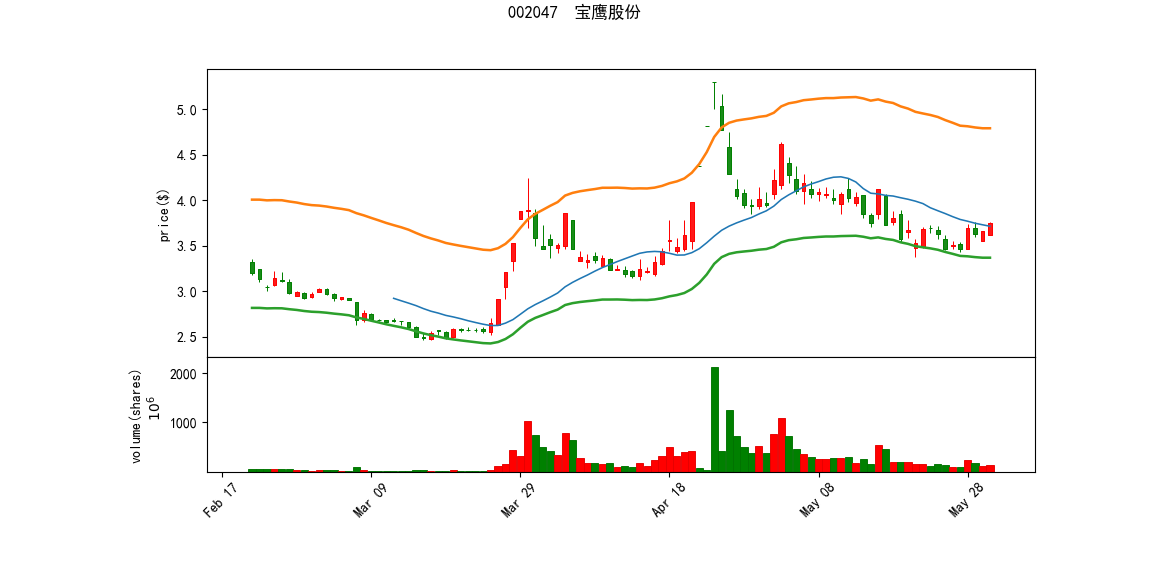 002047 宝鹰股份
price($)
5.0
4.5
4.0
3.5
3.0
2.5
volume(shares)
10^6
2000
1000
Feb 17
Mar 09
Mar 29
Apr 18
May 08
May 28